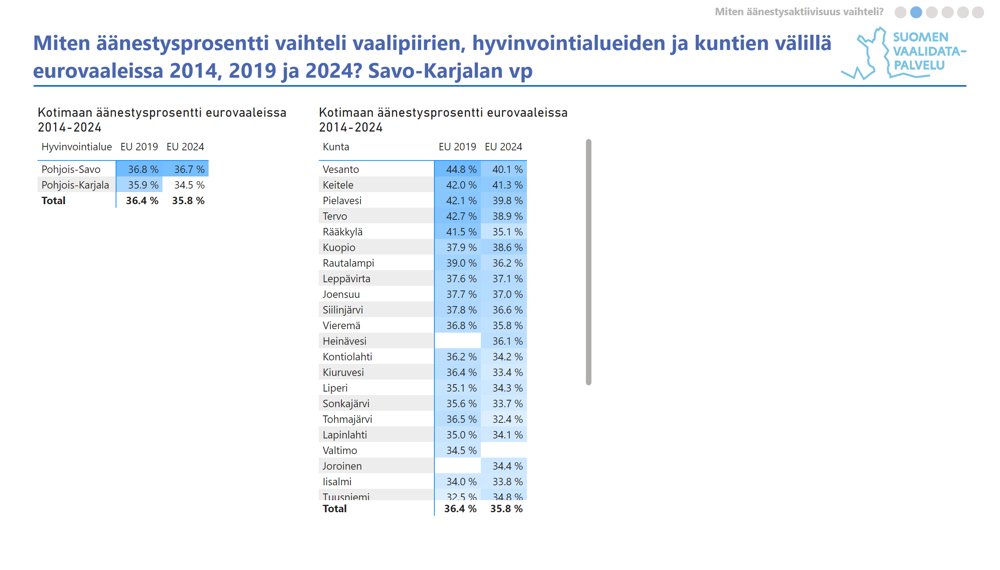 Miten äänestysaktiivisuus vaihteli?
Miten äänestysprosentti vaihteli vaalipiirien, hyvinvointialueiden ja kuntien välillä
eurovaaleissa 2014, 2019 ja 2024? Savo-Karjalan vp
SUOMEN
VAALIDATA-
PALVELU
Kotimaan äänestysprosentti eurovaaleissa
2014-2024
Hyvinvointialue EU 2019 EU 2024
Pohjois-Savo 36.8 % 36.7 %
Pohjois-Karjala 35.9 % 34.5 %
Total 36.4 % 35.8 %
Kotimaan äänestysprosentti eurovaaleissa
2014-2024
Kunta EU 2019 EU 2024
Vesanto 44.8 % 40.1 %
Keitele 42.0 % 41.3 %
Pielavesi 42.1 % 39.8 %
Tervo 42.7 % 38.9 %
Rääkkylä 41.5 % 35.1 %
Kuopio 37.9 % 38.6 %
Rautalampi 39.0 % 36.2 %
Leppävirta 37.6 % 37.1 %
Joensuu 37.7 % 37.0 %
Siilinjärvi 37.8 % 36.6 %
Vieremä 36.8 % 35.8 %
Heinävesi 36.1 %
Kontiolahti 36.2 % 34.2 %
Kiuruvesi 36.4 % 33.4 %
Liperi 35.1 % 34.3 %
Sonkajärvi 35.6 % 33.7 %
Tohmajärvi 36.5 % 32.4 %
Lapinlahti 35.0 % 34.1 %
Valtimo 34.5 %
Joroinen 34.4 %
Iisalmi 34.0 % 33.8 %
Tuusniemi 32.5 % 34.8 %
Total 36.4 % 35.8 %